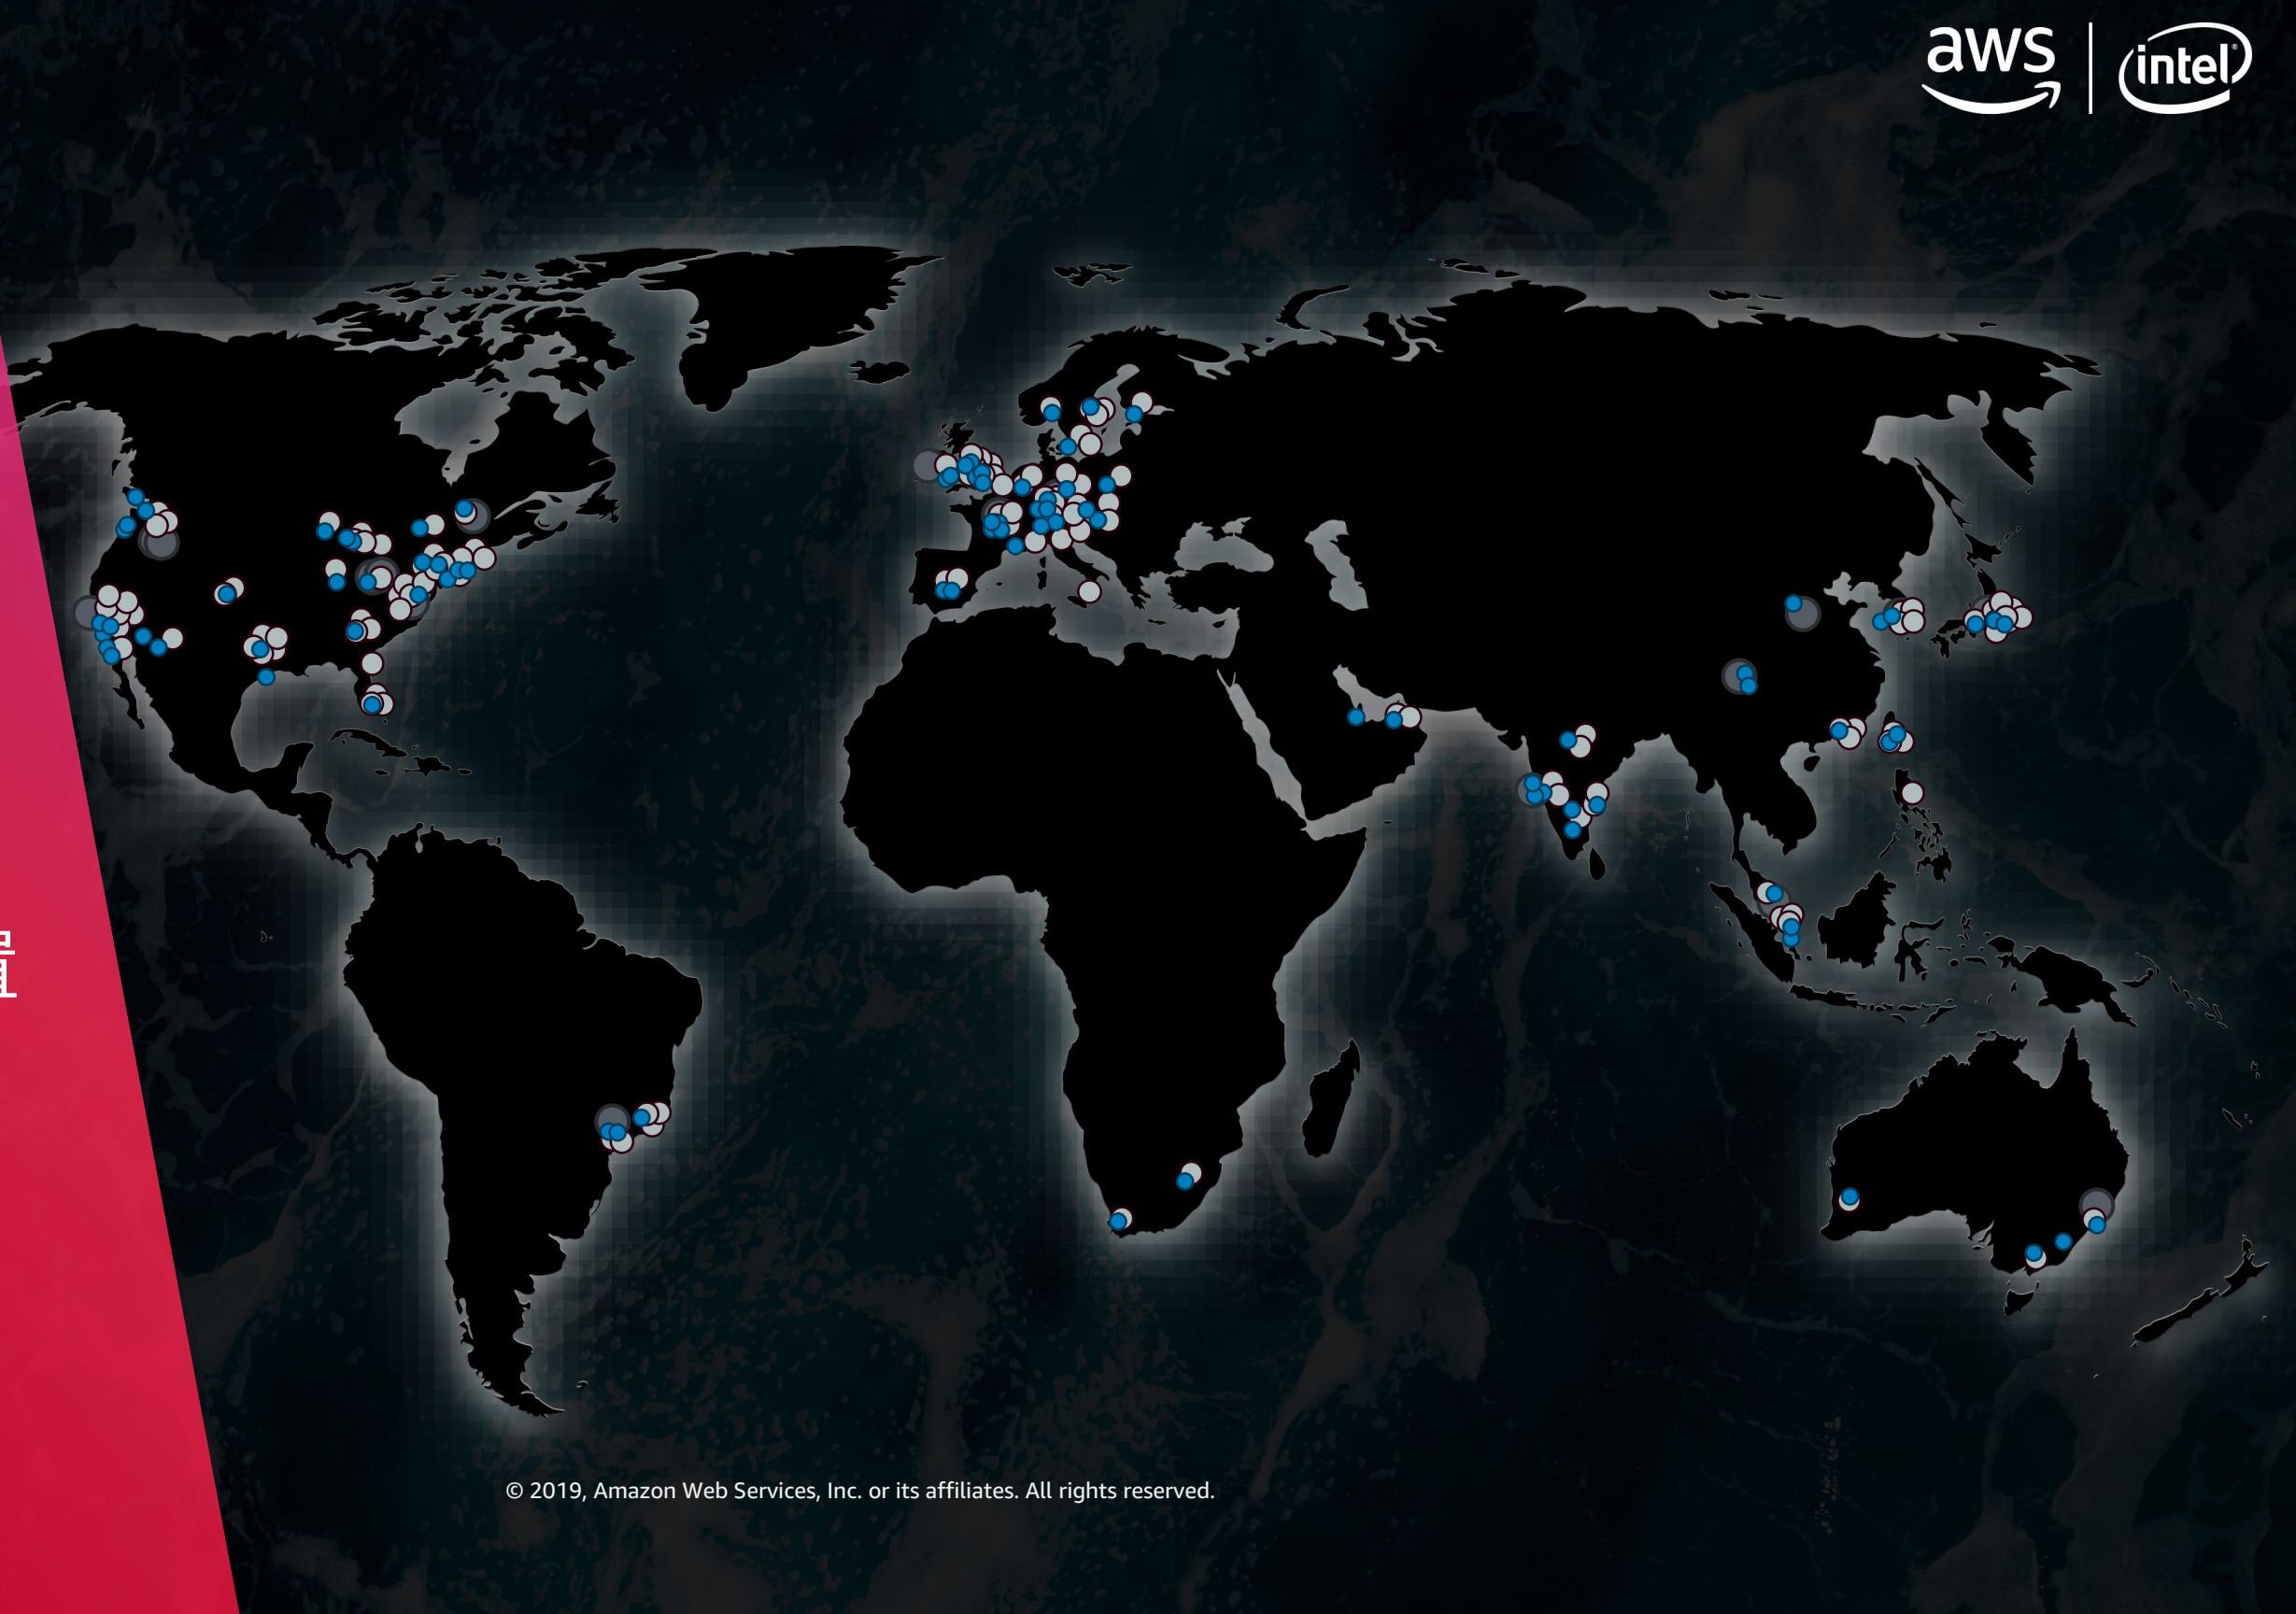 aws
intel
© 2019, Amazon Web Services, Inc. or its affiliates. All rights reserved.